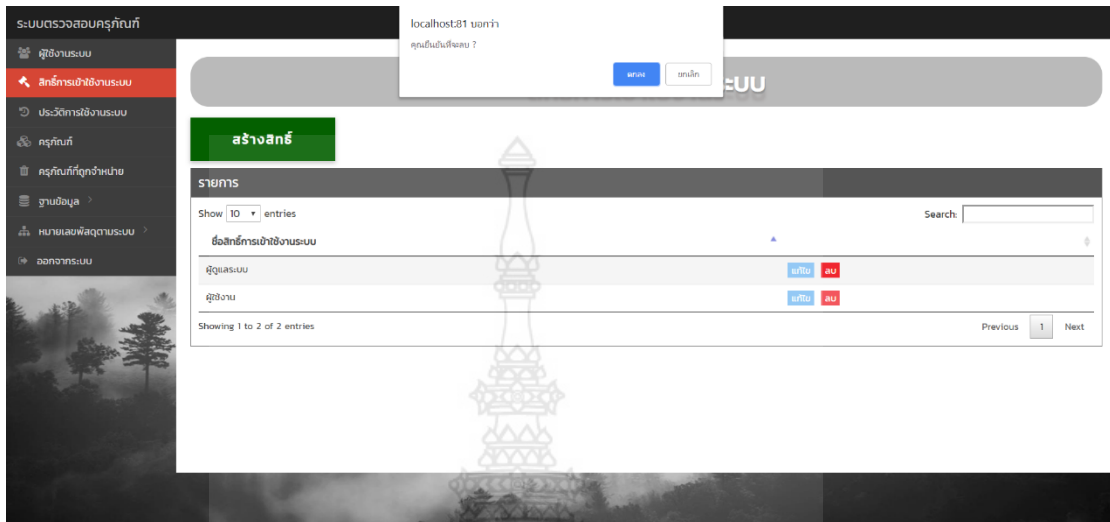 ระบบตรวจสอบครุภัณฑ์
localhost:81 บอกว่า
คุณยืนยันที่จะลบ ?
ตกลง
ยกเลิก
ผู้ใช้งานระบบ
สิทธิ์การเข้าใช้งานระบบ
ประวัติการใช้งานระบบ
ครุภัณฑ์
ครุภัณฑ์ที่ถูกจำหน่าย
ฐานข้อมูล
หมายเลขพัสดุตามระบบ
ออกจากระบบ
สร้างสิทธิ์
รายการ
Show 10 entries
Search:
ชื่อสิทธิ์การเข้าใช้งานระบบ
ผู้ดูแลระบบ แก้ไข ลบ
ผู้ใช้งาน แก้ไข ลบ
Showing 1 to 2 of 2 entries
Previous 1 Next